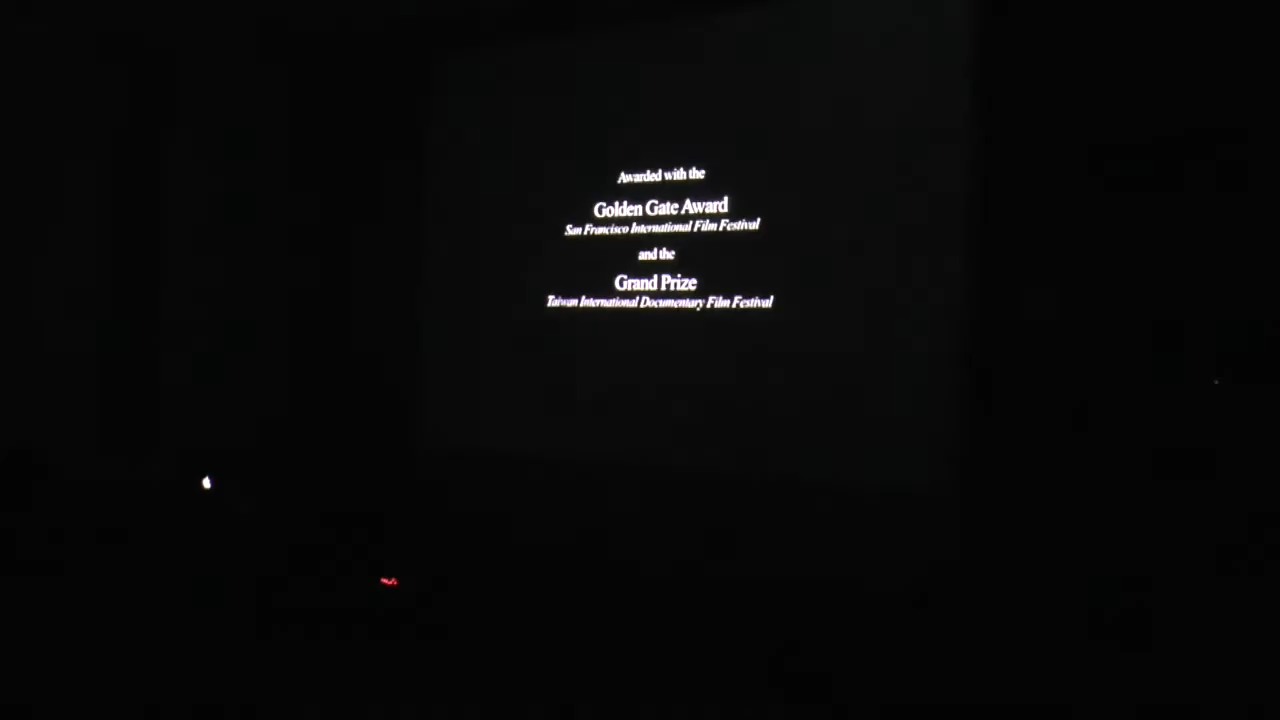 Awarded with the
Golden Gate Award
San Francisco International Film Festival
and the
Grand Prize
Taiwan International Documentary Film Festival